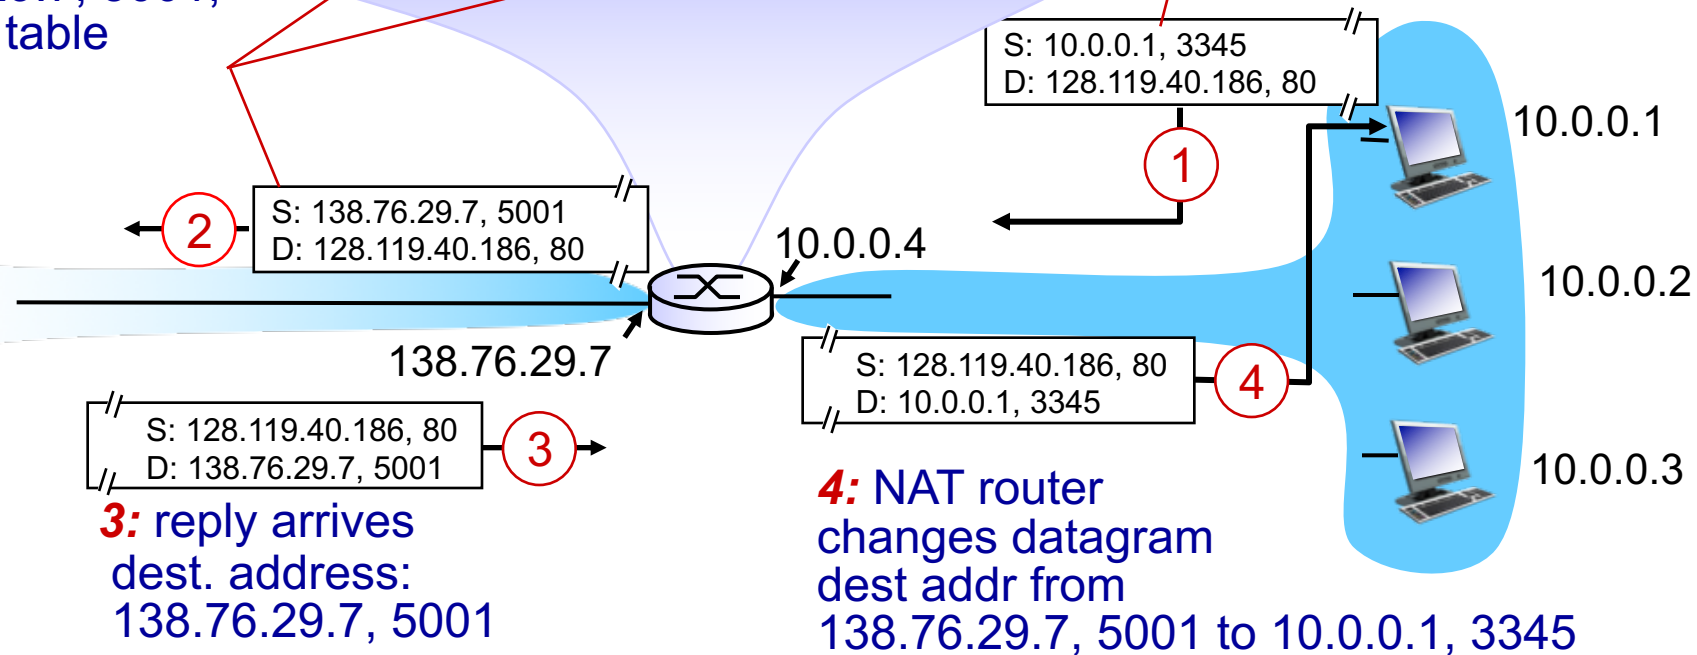 table
S: 10.0.0.1, 3345
D: 128.119.40.186, 80
10.0.0.1
1
2
S: 138.76.29.7, 5001
D: 128.119.40.186, 80
10.0.0.4
10.0.0.2
138.76.29.7
S: 128.119.40.186, 80
D: 10.0.0.1, 3345
4
S: 128.119.40.186, 80
D: 138.76.29.7, 5001
3
10.0.0.3
3: reply arrives
dest. address:
138.76.29.7, 5001
4: NAT router
changes datagram
dest addr from
138.76.29.7, 5001 to 10.0.0.1, 3345